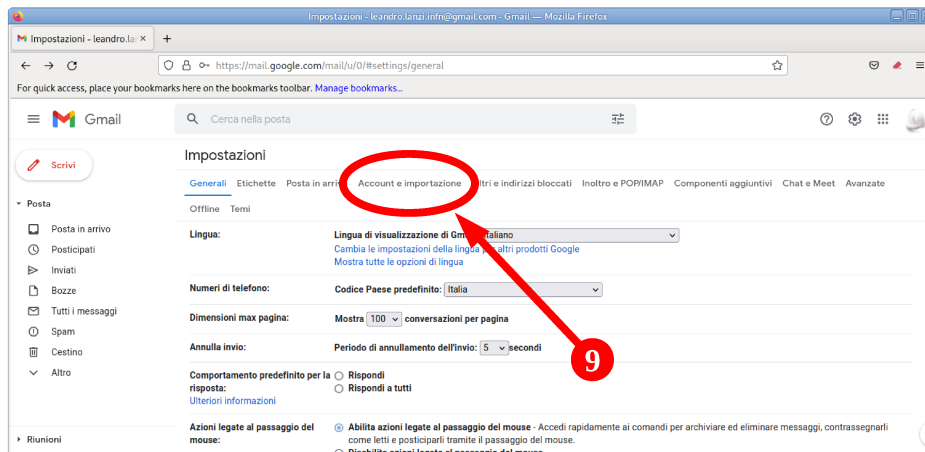 Impostazioni - leandro.lanzi.infn@gmail.com - Gmail — Mozilla Firefox
Impostazioni - leandro.lan
https://mail.google.com/mail/u/0/#settings/general
For quick access, place your bookmarks here on the bookmarks toolbar. Manage bookmarks...
Gmail
Cerca nella posta
Scrivi
Posta
Posta in arrivo
Posticipati
Inviati
Bozze
Tutti i messaggi
Spam
Cestino
Altro
Riunioni
Impostazioni
Generali Etichette Posta in Account e importazione e indirizzi bloccati Inoltro e POP/IMAP Componenti aggiuntivi Chat e Meet Avanzate
Offline Temi
Lingua: Lingua di visualizzazione di Italiano
Cambia le impostazioni della lingua per altri prodotti Google
Mostra tutte le opzioni di lingua
Numeri di telefono: Codice Paese predefinito: Italia
Dimensioni max pagina: Mostra 100 conversazioni per pagina
Annulla invio: Periodo di annullamento dell'invio: 5 secondi
9
Comportamento predefinito per la risposta: Rispondi
Rispondi a tutti
Ulteriori informazioni
Azioni legate al passaggio del mouse: Abilita azioni legate al passaggio del mouse - Accedi rapidamente ai comandi per archiviare ed eliminare messaggi, contrassegnarli
come letti e posticiparli tramite il passaggio del mouse.